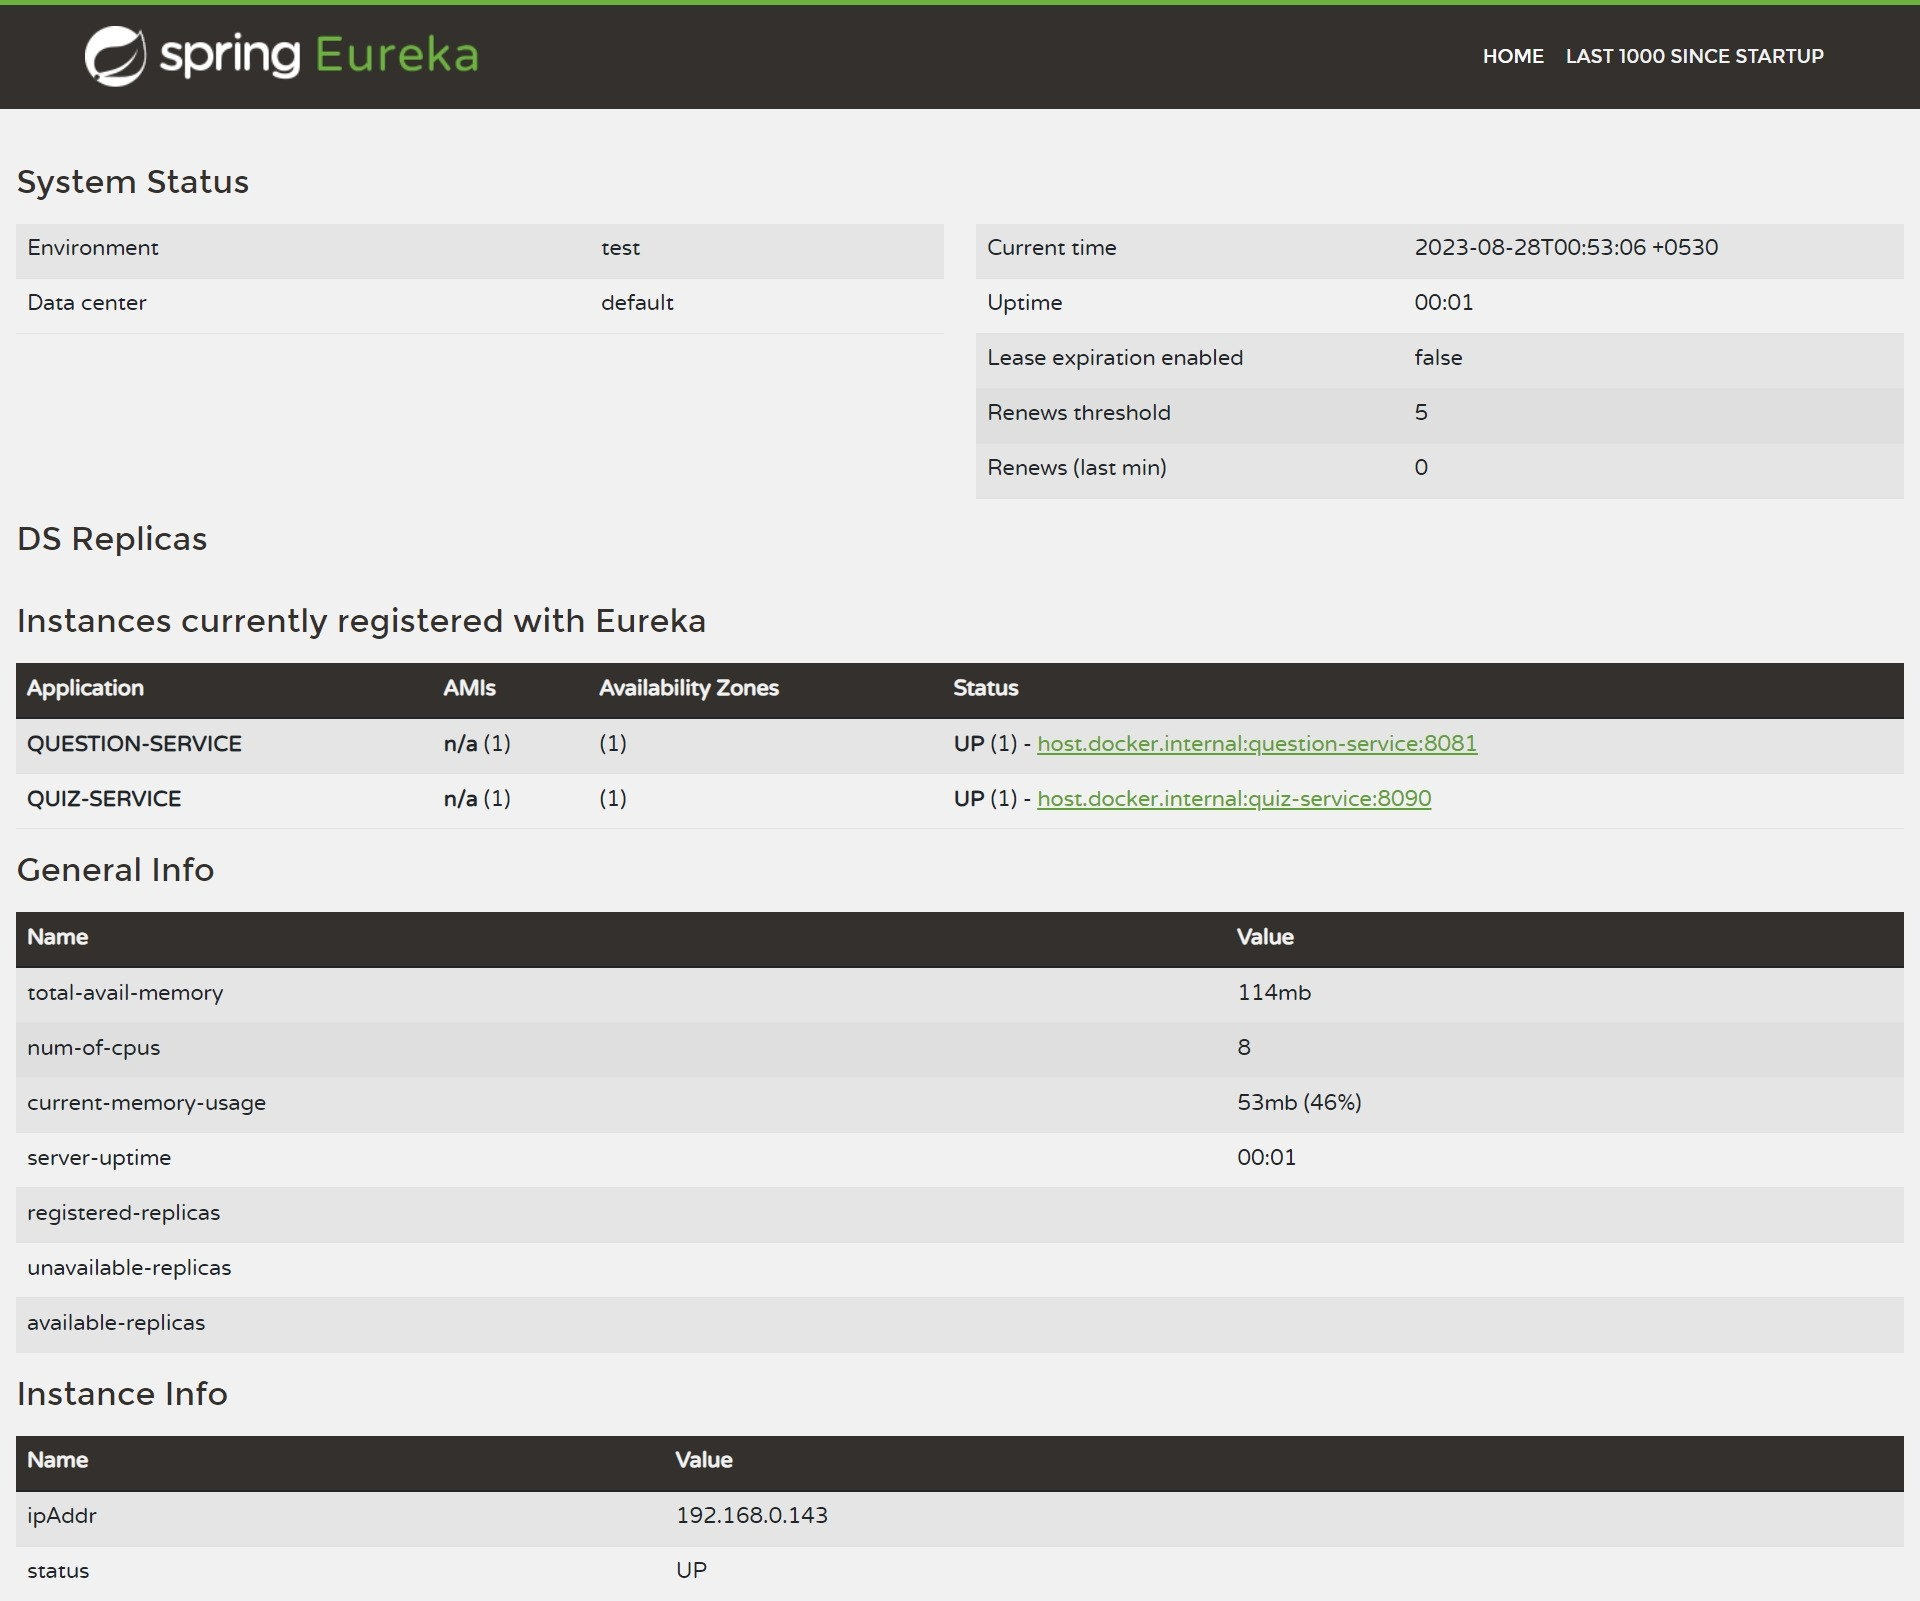 spring Eureka
HOME LAST 1000 SINCE STARTUP
System Status
Environment test
Data center default
Current time 2023-08-28T00:53:06 +0530
Uptime 00:01
Lease expiration enabled false
Renews threshold 5
Renews (last min) 0
DS Replicas
Instances currently registered with Eureka
Application AMIs Availability Zones Status
QUESTION-SERVICE n/a (1) (1) UP (1) - host.docker.internal:question-service:8081
QUIZ-SERVICE n/a (1) (1) UP (1) - host.docker.internal:quiz-service:8090
General Info
Name Value
total-avail-memory 114mb
num-of-cpus 8
current-memory-usage 53mb (46%)
server-uptime 00:01
registered-replicas
unavailable-replicas
available-replicas
Instance Info
Name Value
ipAddr 192.168.0.143
status UP